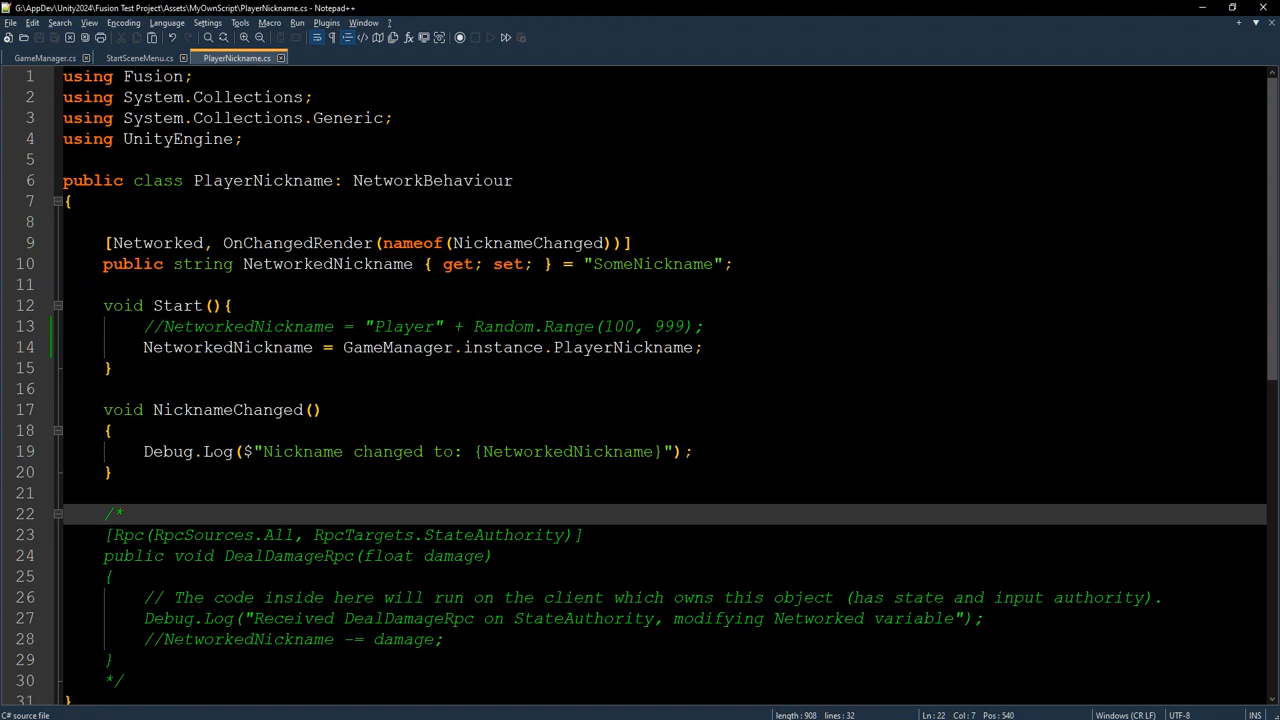 G:\AppDev\Unity2024\Fusion Test Project\Assets\MyOwnScript\PlayerNickname.cs - Notepad++
File Edit Search View Encoding Language Settings Tools Macro Run Plugins Window ?
GameManager.cs StartSceneMenu.cs PlayerNickname.cs
1 using Fusion;
2 using System.Collections;
3 using System.Collections.Generic;
4 using UnityEngine;
5
6 public class PlayerNickname: NetworkBehaviour
7 {
8
9 [Networked, OnChangedRender(nameof(NicknameChanged))]
10 public string NetworkedNickname { get; set; } = "SomeNickname";
11
12 void Start(){
13 //NetworkedNickname = "Player" + Random.Range(100, 999);
14 NetworkedNickname = GameManager.instance.PlayerNickname;
15 }
16
17 void NicknameChanged()
18 {
19 Debug.Log($"Nickname changed to: {NetworkedNickname}");
20 }
21
22 /*
23 [Rpc(RpcSources.All, RpcTargets.StateAuthority)]
24 public void DealDamageRpc(float damage)
25 {
26 // The code inside here will run on the client which owns this object (has state and input authority).
27 Debug.Log("Received DealDamageRpc on StateAuthority, modifying Networked variable");
28 //NetworkedNickname -= damage;
29 }
30 */
31 }
C# source file length : 908 lines : 32 Ln : 22 Col : 7 Pos : 540 Windows (CR LF) UTF-8 INS